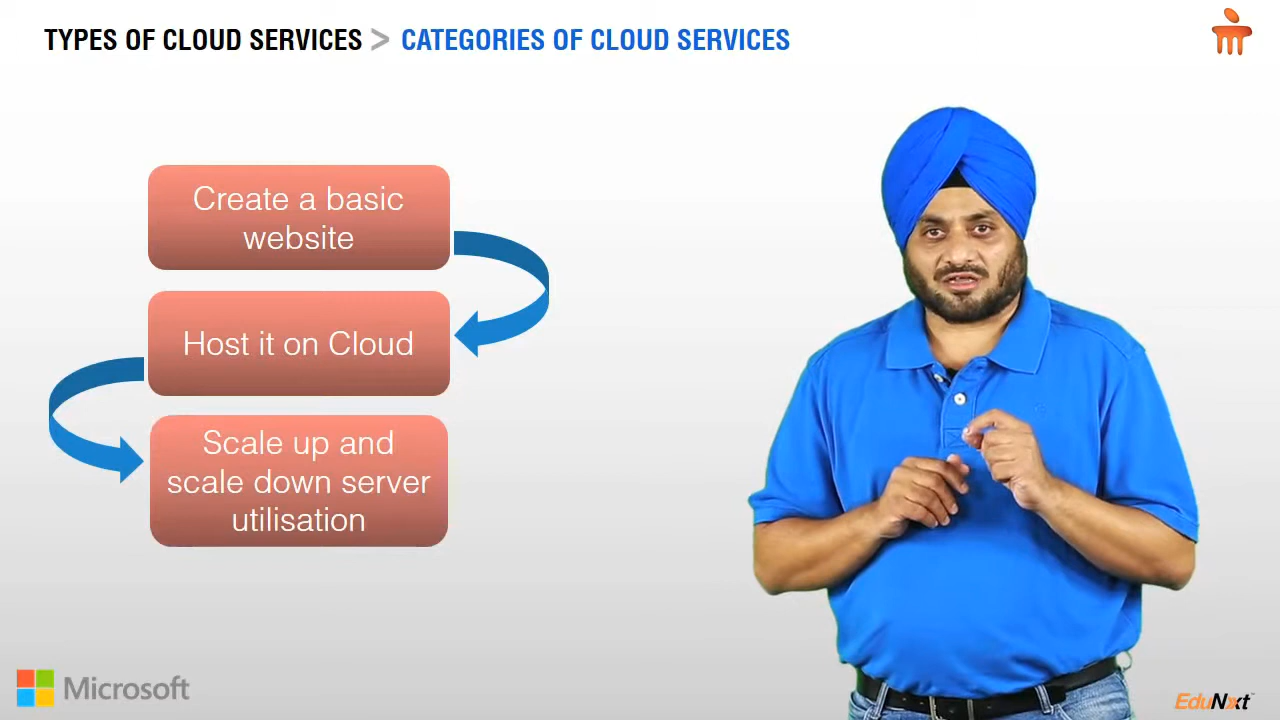 TYPES OF CLOUD SERVICES > CATEGORIES OF CLOUD SERVICES
Create a basic
website
Host it on Cloud
Scale up and
scale down server
utilisation
Microsoft
EduNxt